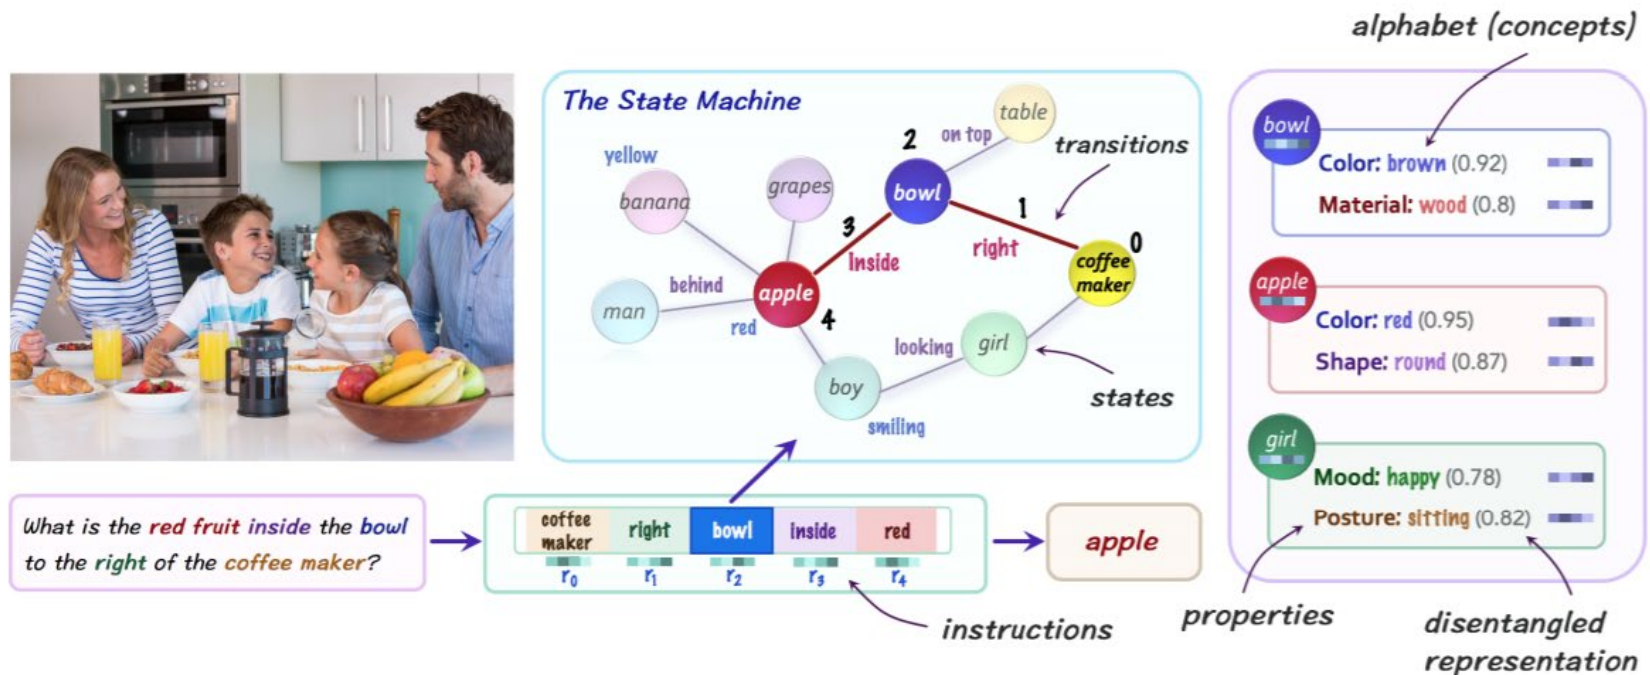 alphabet (concepts)
The State Machine
table
on top
2
transitions
yellow
banana
grapes
bowl
1
3
right
0
Inside
coffee
maker
behind
man
apple
red
4
looking
girl
boy
smiling
states
bowl
Color: brown (0.92)
Material: wood (0.8)
apple
Color: red (0.95)
Shape: round (0.87)
girl
Mood: happy (0.78)
Posture: sitting (0.82)
properties
disentangled
representation
What is the red fruit inside the bowl
to the right of the coffee maker?
coffee
maker
right
bowl
inside
red
r0
r1
r2
r3
r4
instructions
apple